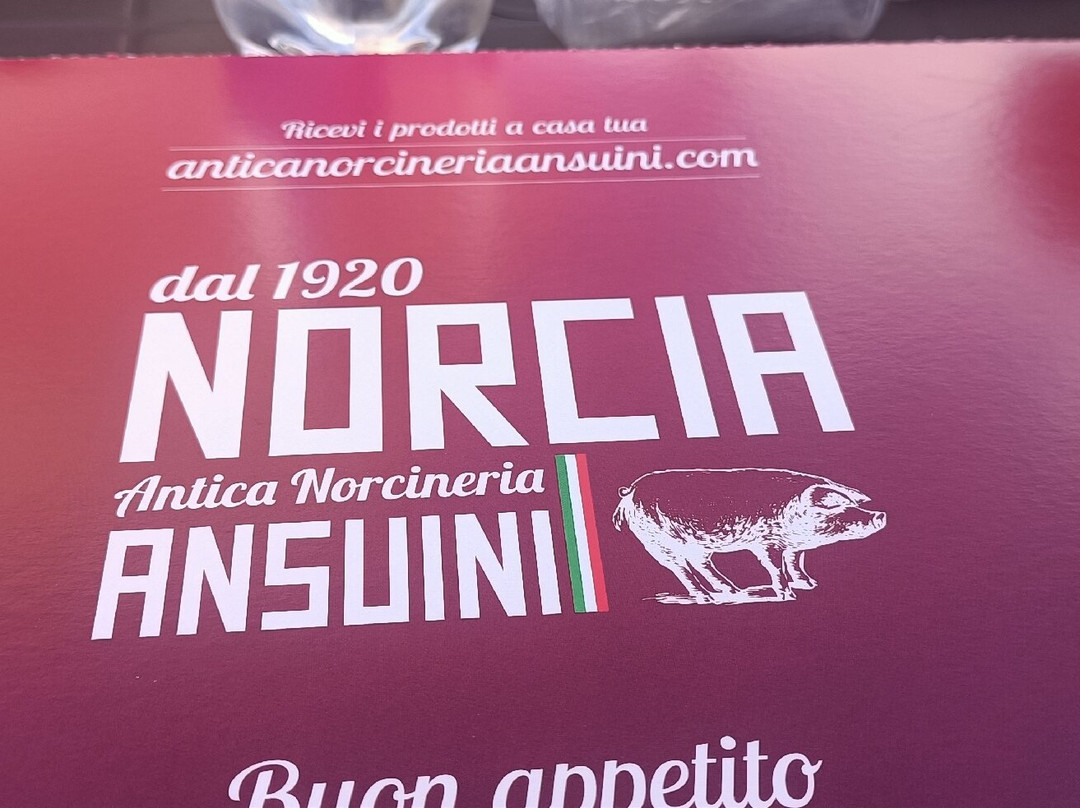 Ricevi i prodotti a casa tua
anticanorcineriaansuini.com
dal 1920
NORCIA
Antica Norcineria
ANSUINI
Buon appetito